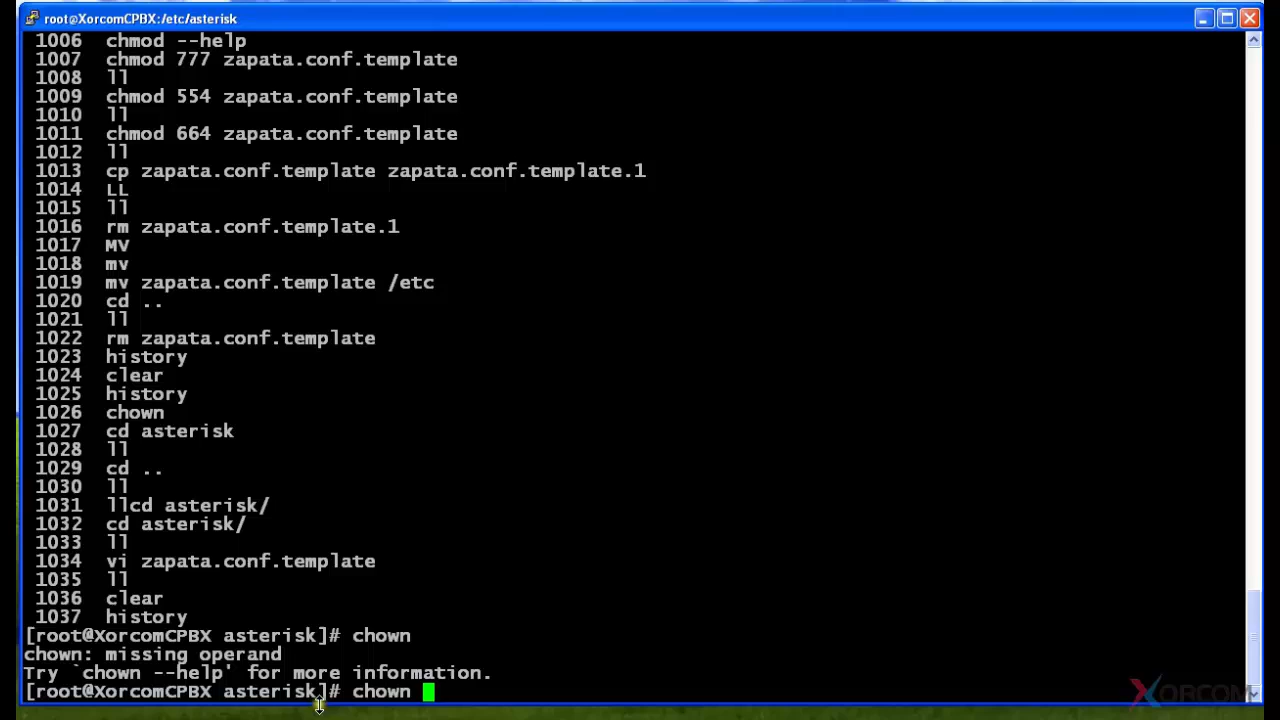 root@XorcomCPBX:/etc/asterisk
1006 chmod --help
1007 chmod 777 zapata.conf.template
1008 ll
1009 chmod 554 zapata.conf.template
1010 ll
1011 chmod 664 zapata.conf.template
1012 ll
1013 cp zapata.conf.template zapata.conf.template.1
1014 LL
1015 ll
1016 rm zapata.conf.template.1
1017 MV
1018 mv
1019 mv zapata.conf.template /etc
1020 cd ..
1021 ll
1022 rm zapata.conf.template
1023 history
1024 clear
1025 history
1026 chown
1027 cd asterisk
1028 ll
1029 cd ..
1030 ll
1031 llcd asterisk/
1032 cd asterisk/
1033 ll
1034 vi zapata.conf.template
1035 ll
1036 clear
1037 history
[root@XorcomCPBX asterisk]# chown
chown: missing operand
Try `chown --help' for more information.
[root@XorcomCPBX asterisk]# chown
XORCOM